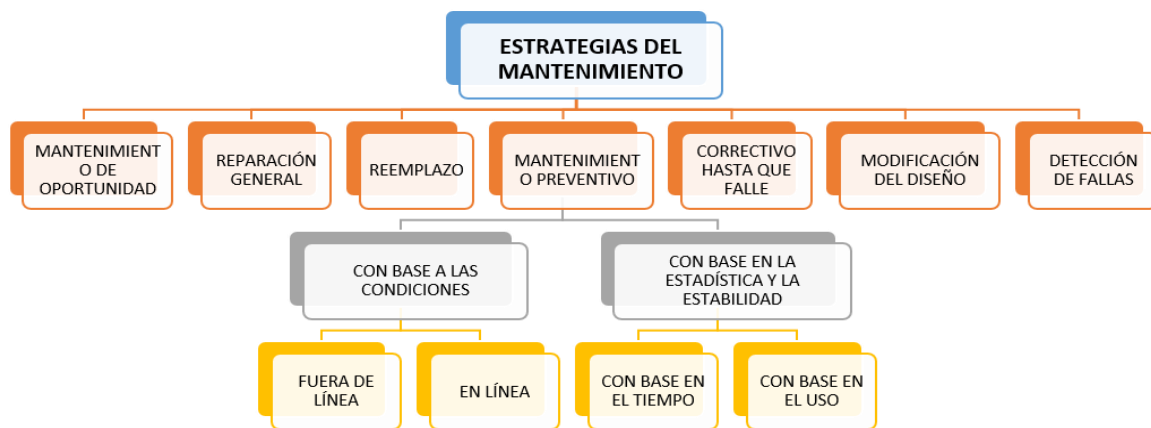 ESTRATEGIAS DEL
MANTENIMIENTO
MANTENIMIENT
O DE
OPORTUNIDAD
REPARACIÓN
GENERAL
REEMPLAZO
MANTENIMIENT
O PREVENTIVO
CORRECTIVO
HASTA QUE
FALLE
MODIFICACIÓN
DEL DISEÑO
DETECCIÓN
DE FALLAS
CON BASE A LAS
CONDICIONES
CON BASE EN LA
ESTADÍSTICA Y LA
ESTABILIDAD
FUERA DE
LÍNEA
EN LÍNEA
CON BASE EN
EL TIEMPO
CON BASE EN
EL USO